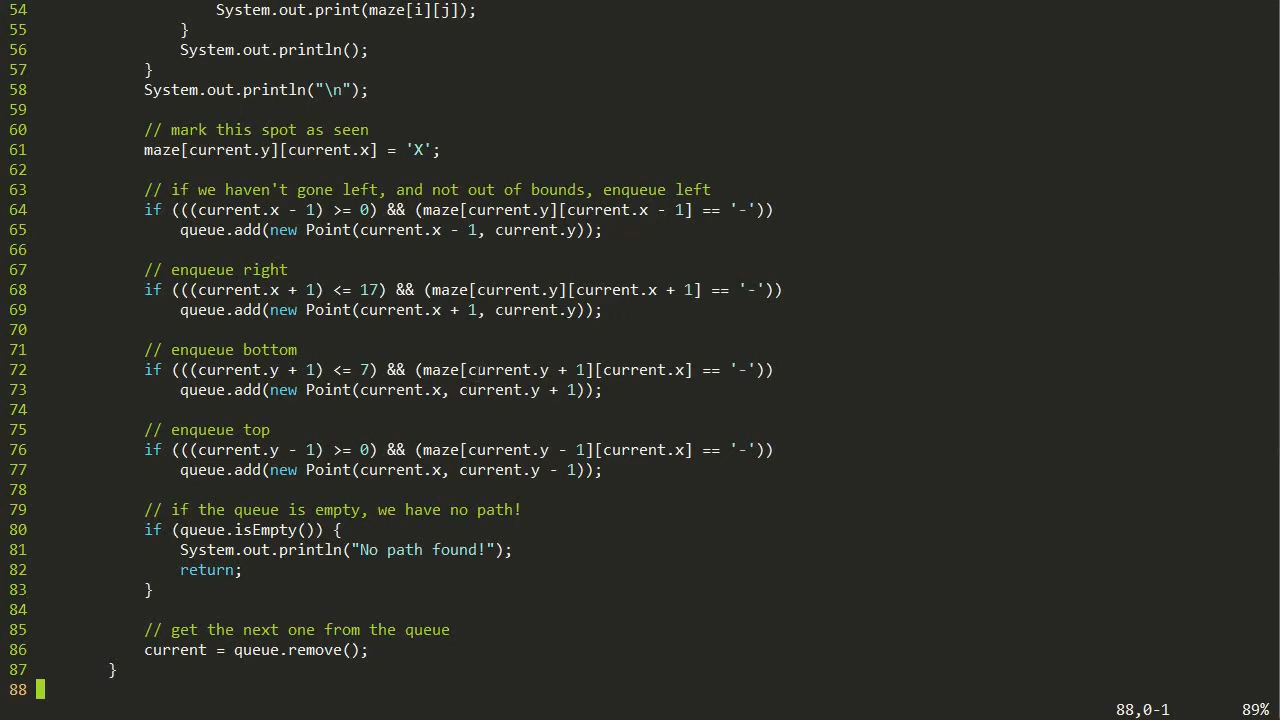 54                     System.out.print(maze[i][j]);
55                 }
56                 System.out.println();
57             }
58             System.out.println("\n");
59
60             // mark this spot as seen
61             maze[current.y][current.x] = 'X';
62
63             // if we haven't gone left, and not out of bounds, enqueue left
64             if (((current.x - 1) >= 0) && (maze[current.y][current.x - 1] == '-'))
65                 queue.add(new Point(current.x - 1, current.y));
66
67             // enqueue right
68             if (((current.x + 1) <= 17) && (maze[current.y][current.x + 1] == '-'))
69                 queue.add(new Point(current.x + 1, current.y));
70
71             // enqueue bottom
72             if (((current.y + 1) <= 7) && (maze[current.y + 1][current.x] == '-'))
73                 queue.add(new Point(current.x, current.y + 1));
74
75             // enqueue top
76             if (((current.y - 1) >= 0) && (maze[current.y - 1][current.x] == '-'))
77                 queue.add(new Point(current.x, current.y - 1));
78
79             // if the queue is empty, we have no path!
80             if (queue.isEmpty()) {
81                 System.out.println("No path found!");
82                 return;
83             }
84
85             // get the next one from the queue
86             current = queue.remove();
87         }
88
88,0-1 89%